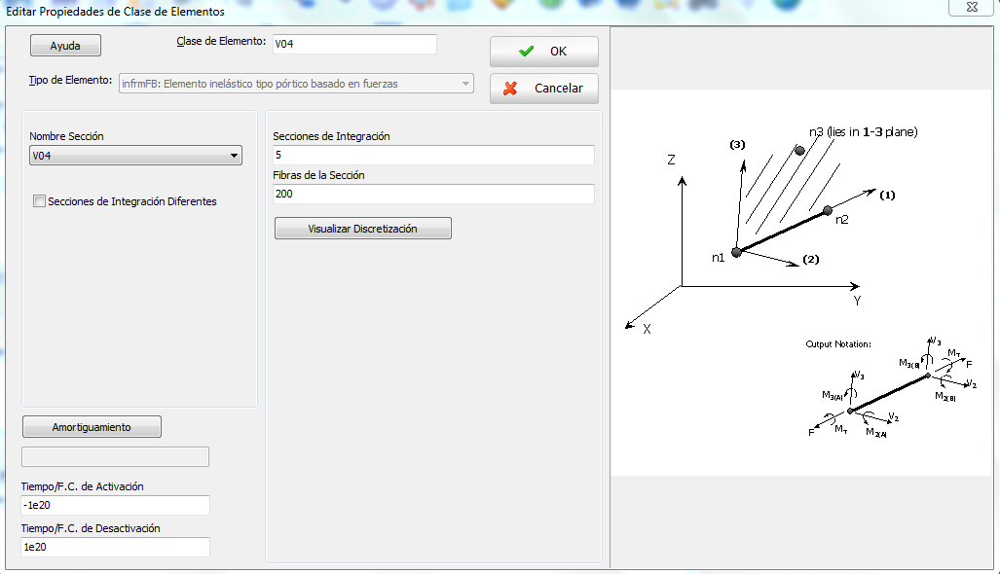 Editar Propiedades de Clase de Elementos
Ayuda
Clase de Elemento: V04
OK
Tipo de Elemento: infrmFB: Elemento inelástico tipo pórtico basado en fuerzas
Cancelar
Nombre Sección
V04
Secciones de Integración Diferentes
Secciones de Integración
5
Fibras de la Sección
200
Visualizar Discretización
Amortiguamiento
Tiempo/F.C. de Activación
-1e20
Tiempo/F.C. de Desactivación
1e20
n3 (lies in 1-3 plane)
(3)
Z
(1)
n2
n1
(2)
Y
X
Output Notation:
V3
M3(B)
MT
F
V2
M2(B)
V3
M3(A)
V2
F
MT
M2(A)